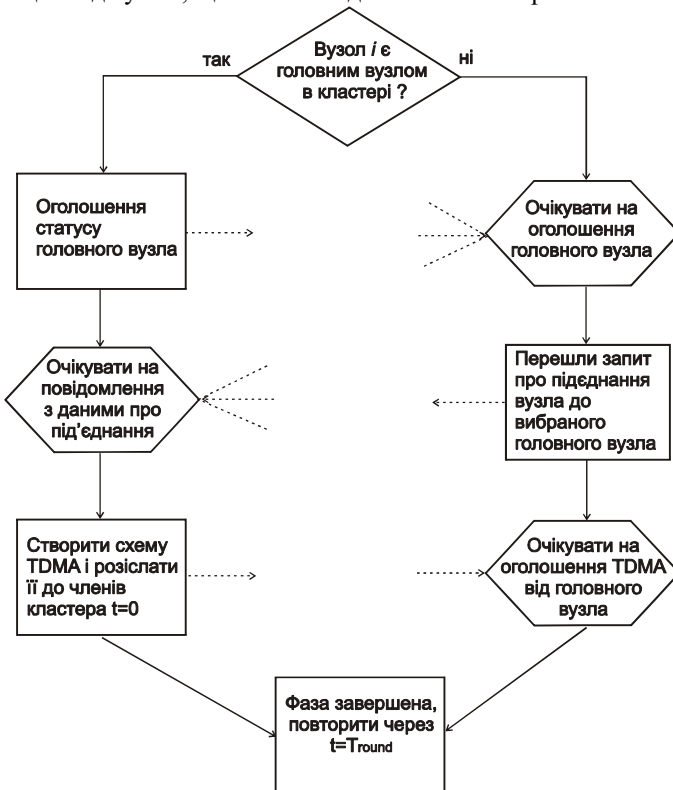 Вузол i є
головним вузлом
в кластері ?
так
ні
Оголошення
статусу
головного вузла
Очікувати на
оголошення
головного вузла
Очікувати на
повідомлення
з даними про
під'єднання
Перешли запит
про підєднання
вузла до
вибраного
головного вузла
Створити схему
TDMA і розіслати
її до членів
кластера t=0
Очікувати на
оголошення TDMA
від головного
вузла
Фаза завершена,
повторити через
t=Tround